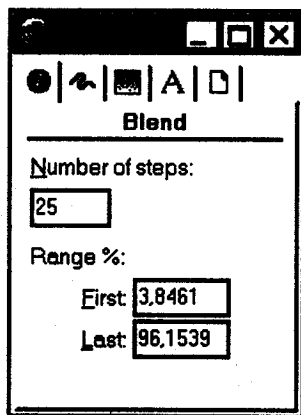 A
Blend
Number of steps:
25
Range %:
First: 3,8461
Last: 96,1539